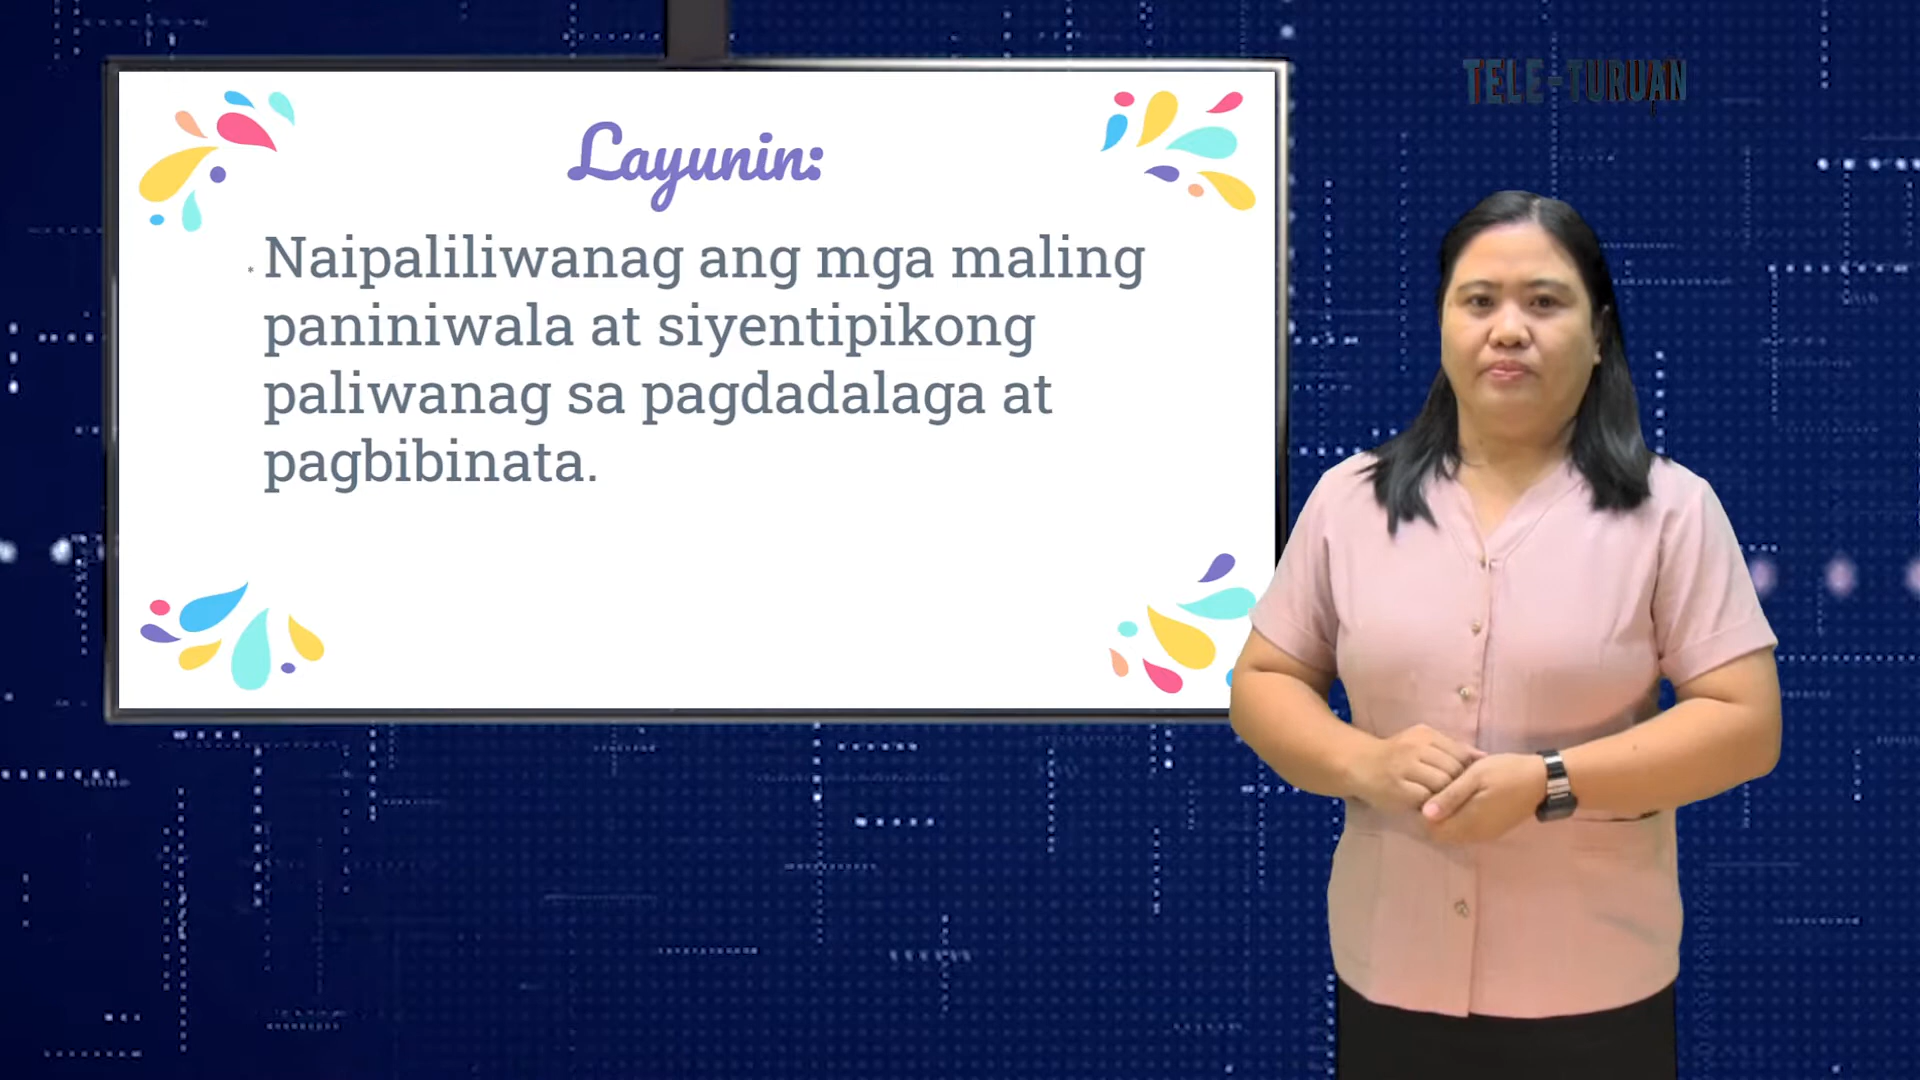 TELE-TURUAN
Layunin:
* Naipaliliwanag ang mga maling
paniniwala at siyentipikong
paliwanag sa pagdadalaga at
pagbibinata.